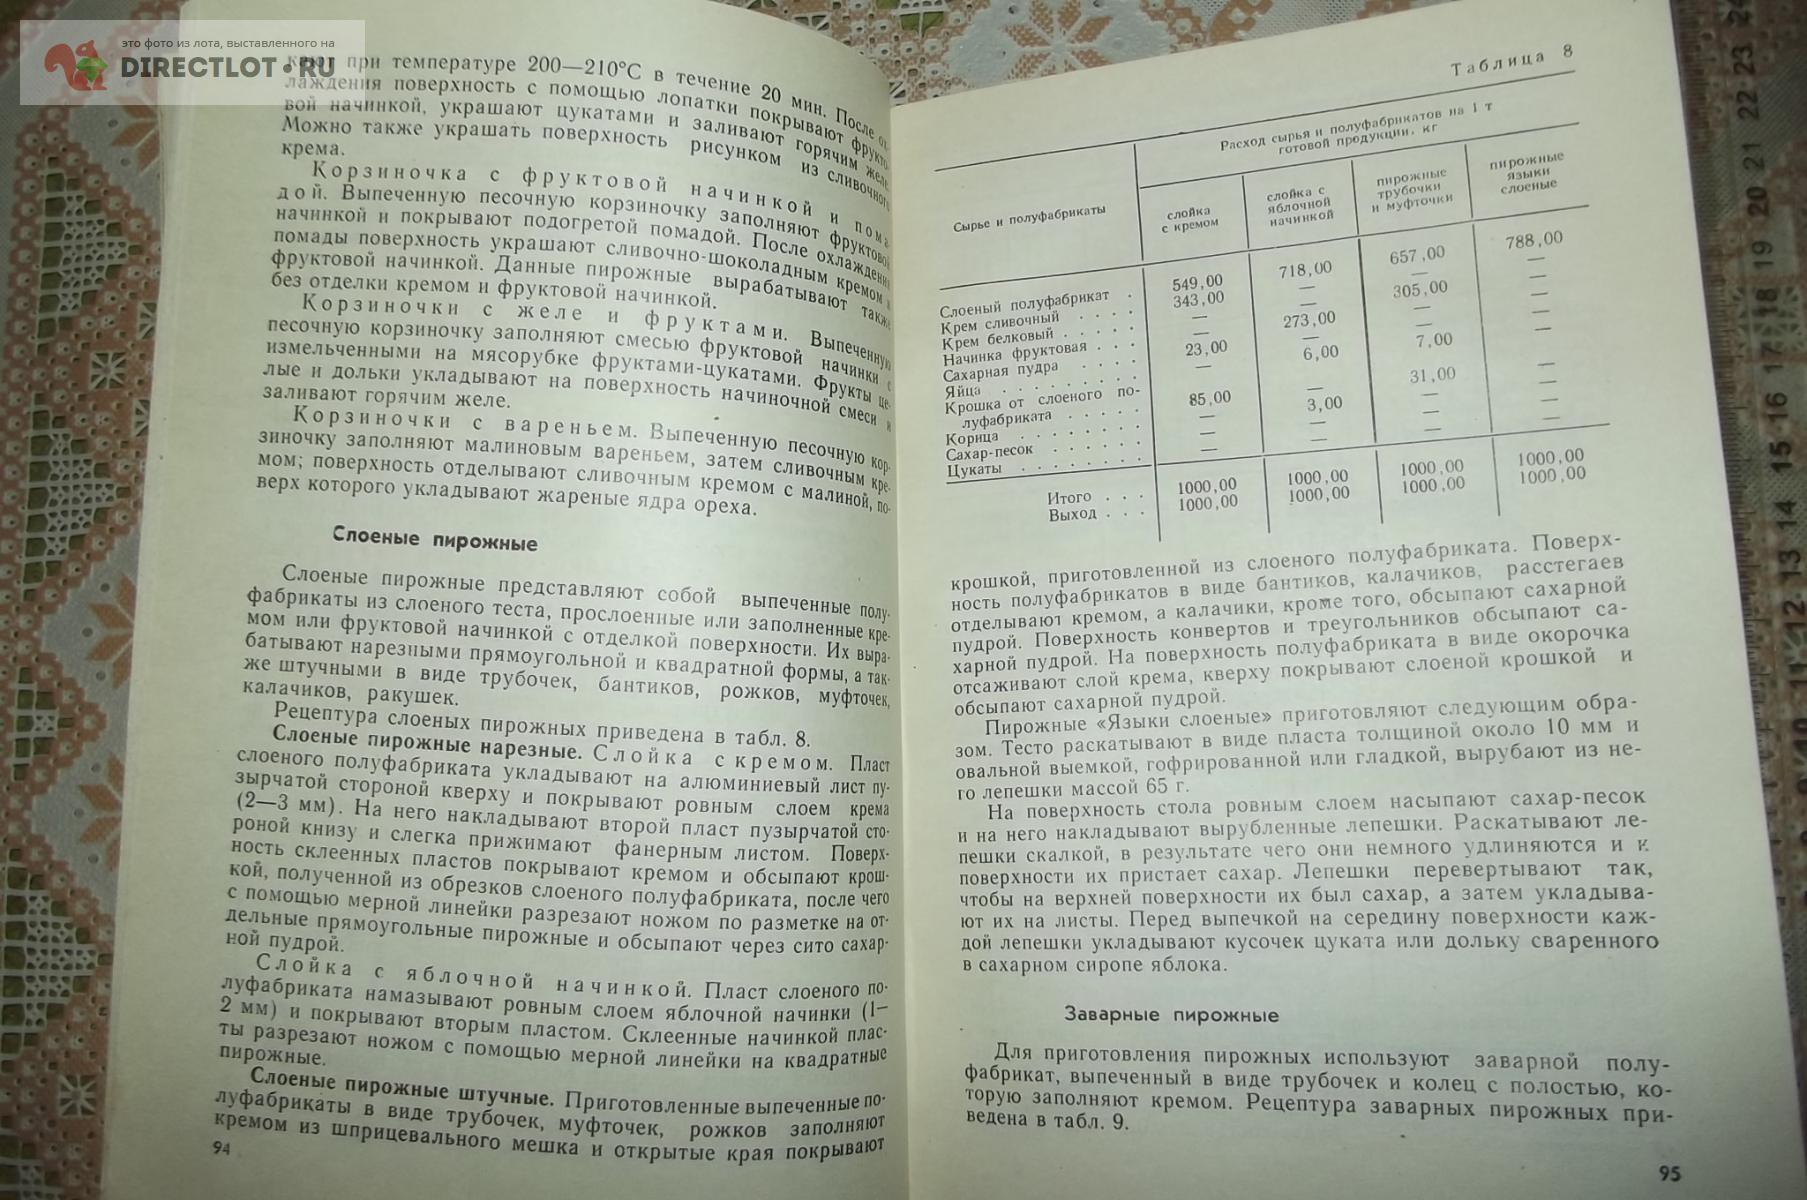 это фото из лота, выставленного на
DIRECTLOT.RU
кают при температуре 200—210°С в течение 20 мин. После ох-
лаждения поверхность с помощью лопатки покрывают фрукто-
вой начинкой, украшают цукатами и заливают горячим желе.
Можно также украшать поверхность рисунком из сливочного
крема.
Корзиночка с фруктовой начинкой и пома-
дой. Выпеченную песочную корзиночку заполняют фруктовой
начинкой и покрывают подогретой помадой. После охлаждения
помады поверхность украшают сливочно-шоколадным кремом и
фруктовой начинкой. Данные пирожные вырабатывают также
без отделки кремом и фруктовой начинкой.
Корзиночки с желе и фруктами. Выпеченную
песочную корзиночку заполняют смесью фруктовой начинки с
измельченными на мясорубке фруктами-цукатами. Фрукты це-
лые и дольки укладывают на поверхность начиночной смеси и
заливают горячим желе.
Корзиночки с вареньем. Выпеченную песочную кор-
зиночку заполняют малиновым вареньем, затем сливочным кре-
мом; поверхность отделывают сливочным кремом с малиной, по-
верх которого укладывают жареные ядра ореха.
Слоеные пирожные
Слоеные пирожные представляют собой выпеченные полу-
фабрикаты из слоеного теста, прослоенные или заполненные кре-
мом или фруктовой начинкой с отделкой поверхности. Их выра-
батывают нарезными прямоугольной и квадратной формы, а так-
же штучными в виде трубочек, бантиков, рожков, муфточек,
калачиков, ракушек.
Рецептура слоеных пирожных приведена в табл. 8.
Слоеные пирожные нарезные. Слойка с кремом. Пласт
слоеного полуфабриката укладывают на алюминиевый лист пу-
зырчатой стороной кверху и покрывают ровным слоем крема
(2—3 мм). На него накладывают второй пласт пузырчатой сто-
роной книзу и слегка прижимают фанерным листом. Поверх-
ность склеенных пластов покрывают кремом и обсыпают крош-
кой, полученной из обрезков слоеного полуфабриката, после чего
с помощью мерной линейки разрезают ножом по разметке на от-
дельные прямоугольные пирожные и обсыпают через сито сахар-
ной пудрой.
Слойка с яблочной начинкой. Пласт слоеного по-
луфабриката намазывают ровным слоем яблочной начинки (1—
2 мм) и покрывают вторым пластом. Склеенные начинкой плас-
ты разрезают ножом с помощью мерной линейки на квадратные
пирожные.
Слоеные пирожные штучные. Приготовленные выпеченные по-
луфабрикаты в виде трубочек, муфточек, рожков заполняют
кремом из шприцевального мешка и открытые края покрывают
94
Таблица 8
Сырье и полуфабрикаты
Расход сырья и полуфабрикатов на 1 т
готовой продукции, кг
слойка
с кремом
слойка с
яблочной
начинкой
пирожные
трубочки
и муфточки
пирожные
языки
слоеные
Слоеный полуфабрикат . 549,00 718,00 657,00 788,00
Крем сливочный . . . . 343,00 — — —
Крем белковый . . . . . — — 305,00 —
Начинка фруктовая . . . — 273,00 — —
Сахарная пудра . . . . 23,00 — — —
Яйца . . . . . . . . . — 6,00 7,00 —
Крошка от слоеного по-
луфабриката . . . . . 85,00 — 31,00 —
Корица . . . . . . . . — 3,00 — —
Сахар-песок . . . . . — — —
Цукаты . . . . . . . . — — —
Итого . . . 1000,00 1000,00 1000,00 1000,00
Выход . . . 1000,00 1000,00 1000,00 1000,00
крошкой, приготовленной из слоеного полуфабриката. Поверх-
ность полуфабрикатов в виде бантиков, калачиков, расстегаев
отделывают кремом, а калачики, кроме того, обсыпают сахарной
пудрой. Поверхность конвертов и треугольников обсыпают са-
харной пудрой. На поверхность полуфабриката в виде окорочка
отсаживают слой крема, кверху покрывают слоеной крошкой и
обсыпают сахарной пудрой.
Пирожные «Языки слоеные» приготовляют следующим обра-
зом. Тесто раскатывают в виде пласта толщиной около 10 мм и
овальной выемкой, гофрированной или гладкой, вырубают из не-
го лепешки массой 65 г.
На поверхность стола ровным слоем насыпают сахар-песок
и на него накладывают вырубленные лепешки. Раскатывают ле-
пешки скалкой, в результате чего они немного удлиняются и к
поверхности их пристает сахар. Лепешки перевертывают так,
чтобы на верхней поверхности их был сахар, а затем укладыва-
ют их на листы. Перед выпечкой на середину поверхности каж-
дой лепешки укладывают кусочек цуката или дольку сваренного
в сахарном сиропе яблока.
Заварные пирожные
Для приготовления пирожных используют заварной полу-
фабрикат, выпеченный в виде трубочек и колец с полостью, ко-
торую заполняют кремом. Рецептура заварных пирожных при-
ведена в табл. 9.
95
23
22
21
20
19
18
17
16
15
14
13
12
11